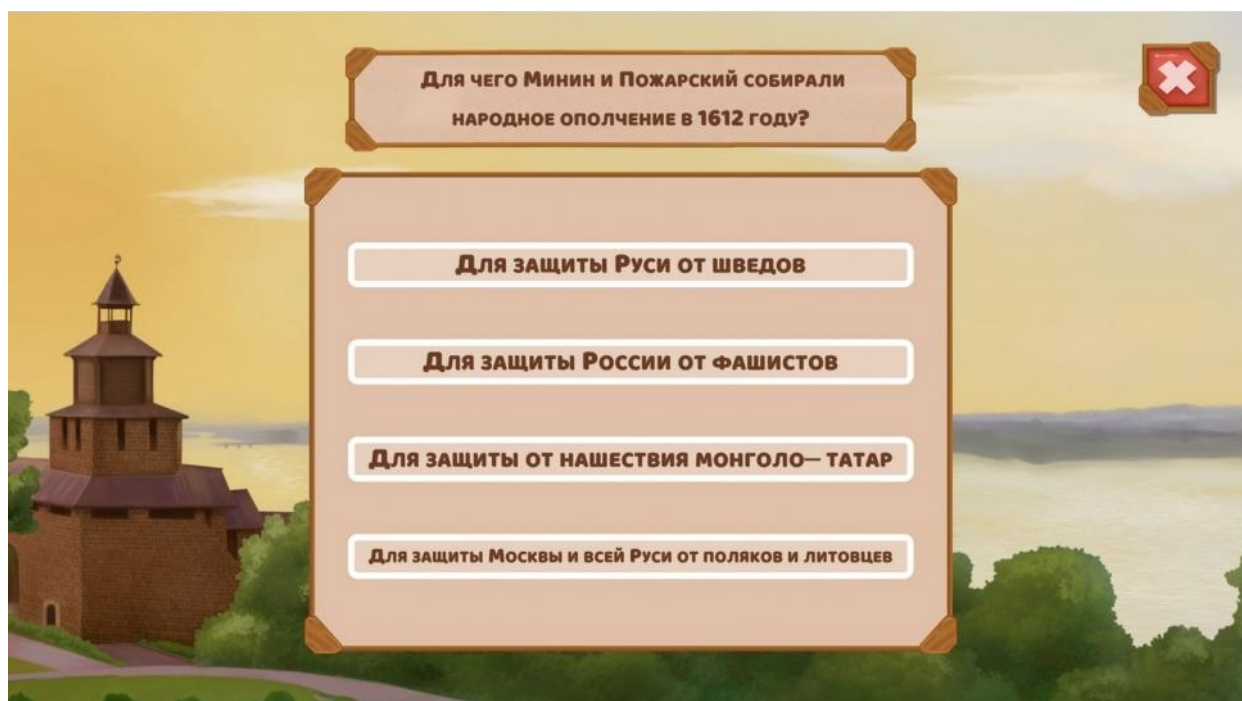 Для чего Минин и Пожарский собирали
народное ополчение в 1612 году?
Для защиты Руси от шведов
Для защиты России от фашистов
Для защиты от нашествия монголо— татар
Для защиты Москвы и всей Руси от поляков и литовцев